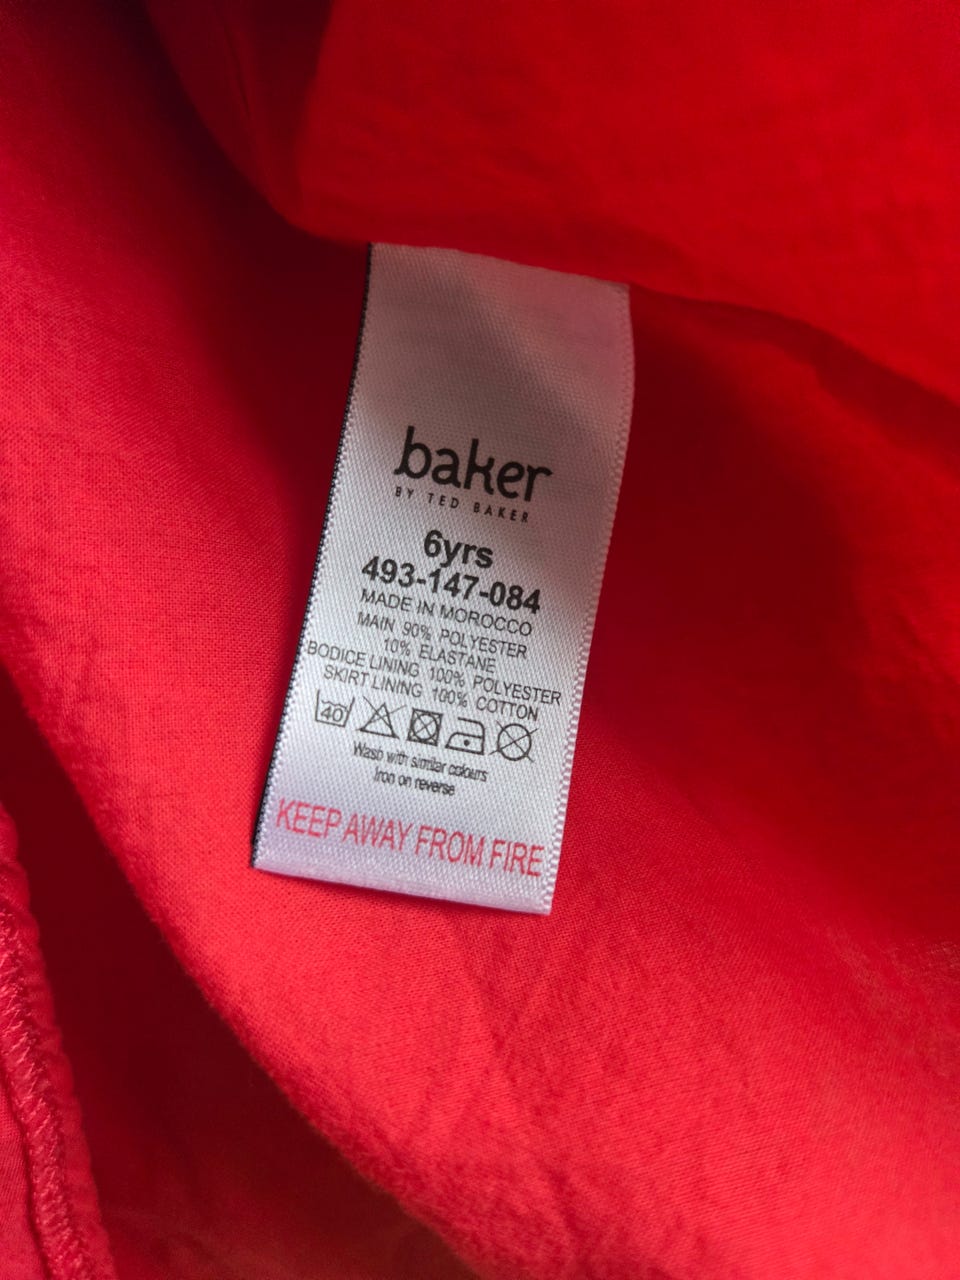 baker
BY TED BAKER
6yrs
493-147-084
MADE IN MOROCCO
MAIN 90% POLYESTER
10% ELASTANE
BODICE LINING 100% POLYESTER
SKIRT LINING 100% COTTON
40
Wash with similar colours
Iron on reverse
KEEP AWAY FROM FIRE